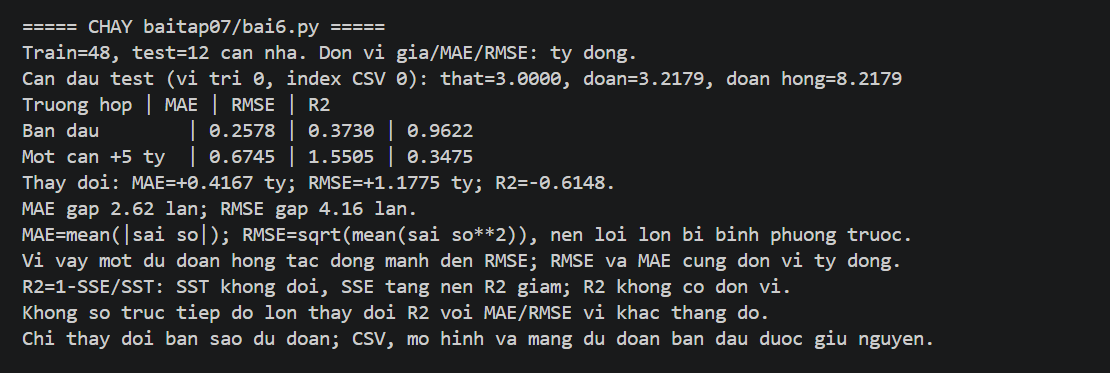 ===== CHAY baitap07/bai6.py =====
Train=48, test=12 can nha. Don vi gia/MAE/RMSE: ty dong.
Can dau test (vi tri 0, index CSV 0): that=3.0000, doan=3.2179, doan hong=8.2179
Truong hop | MAE | RMSE | R2
Ban dau         | 0.2578 | 0.3730 | 0.9622
Mot can +5 ty  | 0.6745 | 1.5505 | 0.3475
Thay doi: MAE=+0.4167 ty; RMSE=+1.1775 ty; R2=-0.6148.
MAE gap 2.62 lan; RMSE gap 4.16 lan.
MAE=mean(|sai so|); RMSE=sqrt(mean(sai so**2)), nen loi lon bi binh phuong truoc.
Vi vay mot du doan hong tac dong manh den RMSE; RMSE va MAE cung don vi ty dong.
R2=1-SSE/SST: SST khong doi, SSE tang nen R2 giam; R2 khong co don vi.
Khong so truc tiep do lon thay doi R2 voi MAE/RMSE vi khac thang do.
Chi thay doi ban sao du doan; CSV, mo hinh va mang du doan ban dau duoc giu nguyen.